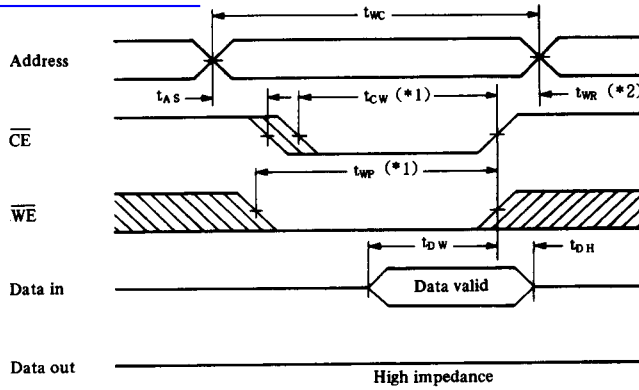 tWC
Address
tAS
tCW (*1)
tWR (*2)
CE
tWP (*1)
WE
tDW
tDH
Data in
Data valid
Data out
High impedance